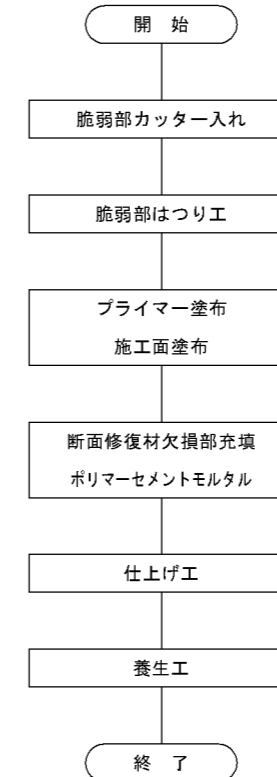 開　始
脆弱部カッター入れ
脆弱部はつり工
プライマー塗布
施工面塗布
断面修復材欠損部充填
ポリマーセメントモルタル
仕上げ工
養生工
終　了